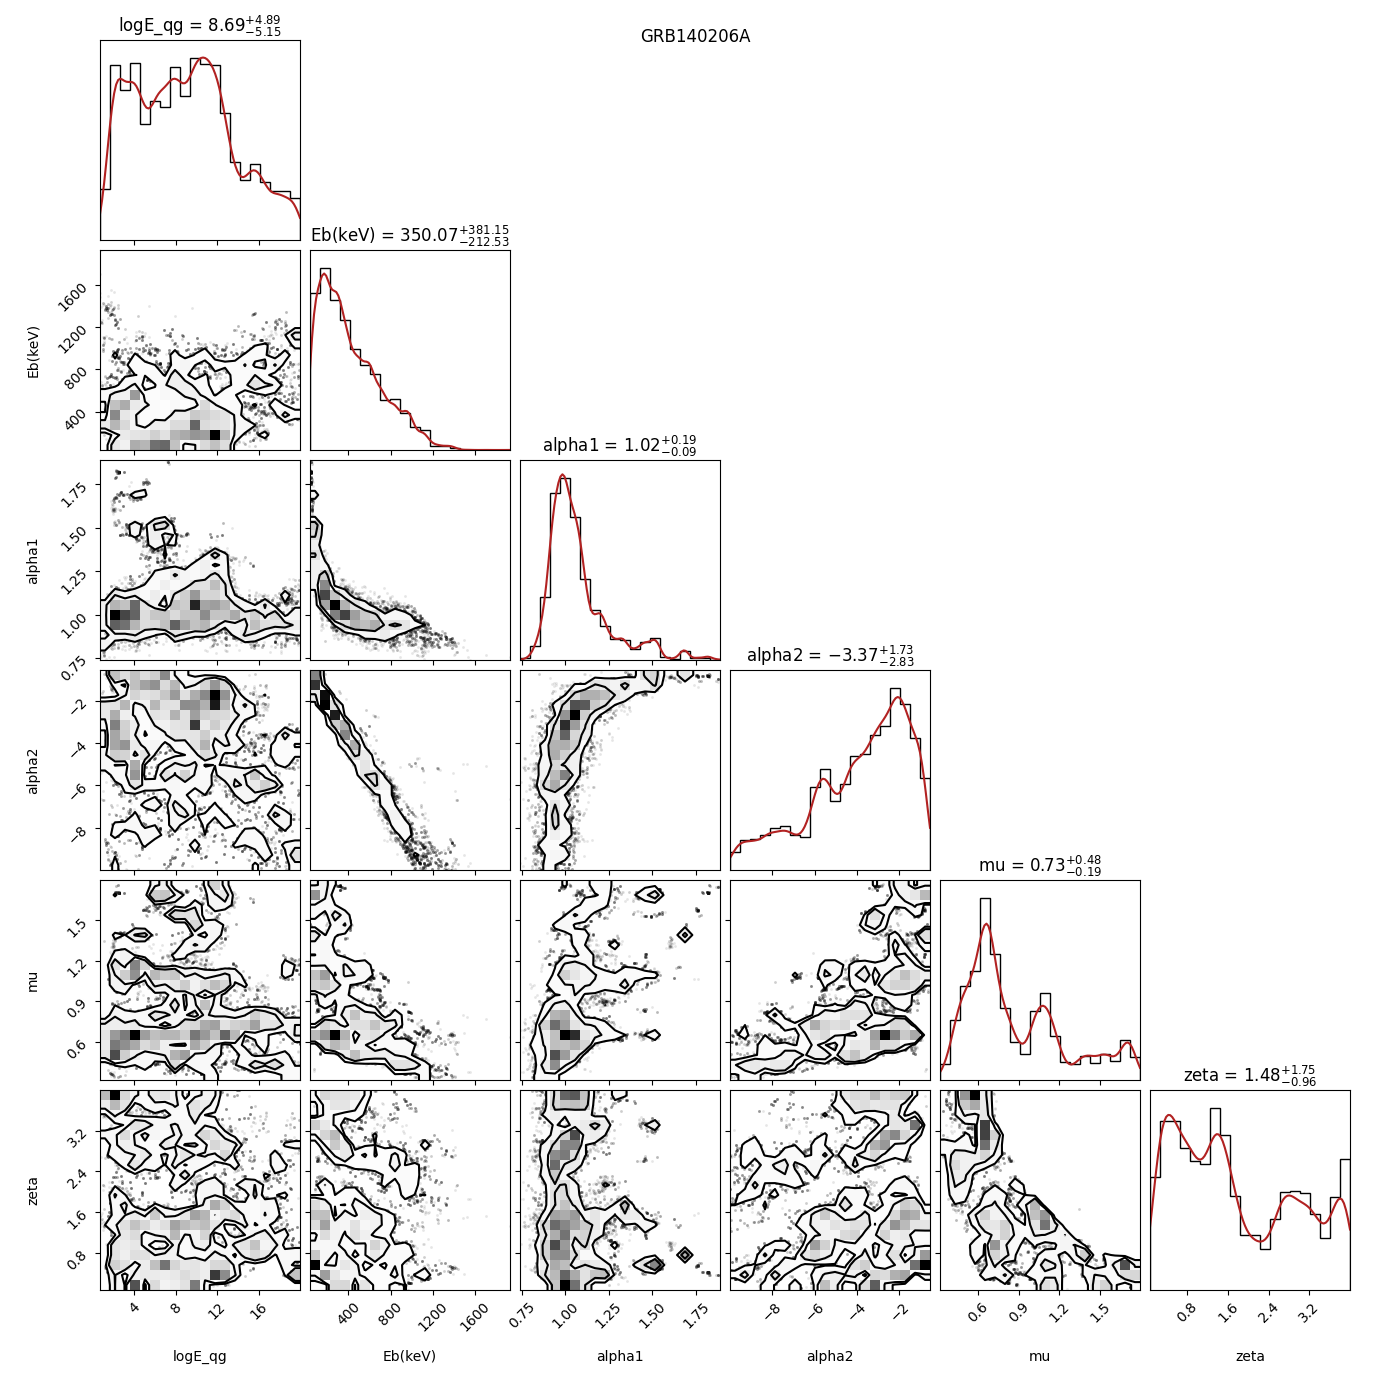 GRB140206A
logE_qg = 8.69+4.89−5.15
Eb(keV) = 350.07+381.15−212.53
Eb(keV)
1600
1200
800
400
alpha1 = 1.02+0.19−0.09
alpha1
1.75
1.50
1.25
1.00
0.75
alpha2 = −3.37+1.73−2.83
alpha2
−2
−4
−6
−8
mu = 0.73+0.48−0.19
mu
1.5
1.2
0.9
0.6
zeta = 1.48+1.75−0.96
zeta
3.2
2.4
1.6
0.8
4 8 12 16
400 800 1200 1600
0.75 1.00 1.25 1.50 1.75
−8 −6 −4 −2
0.6 0.9 1.2 1.5
0.8 1.6 2.4 3.2
logE_qg Eb(keV) alpha1 alpha2 mu zeta